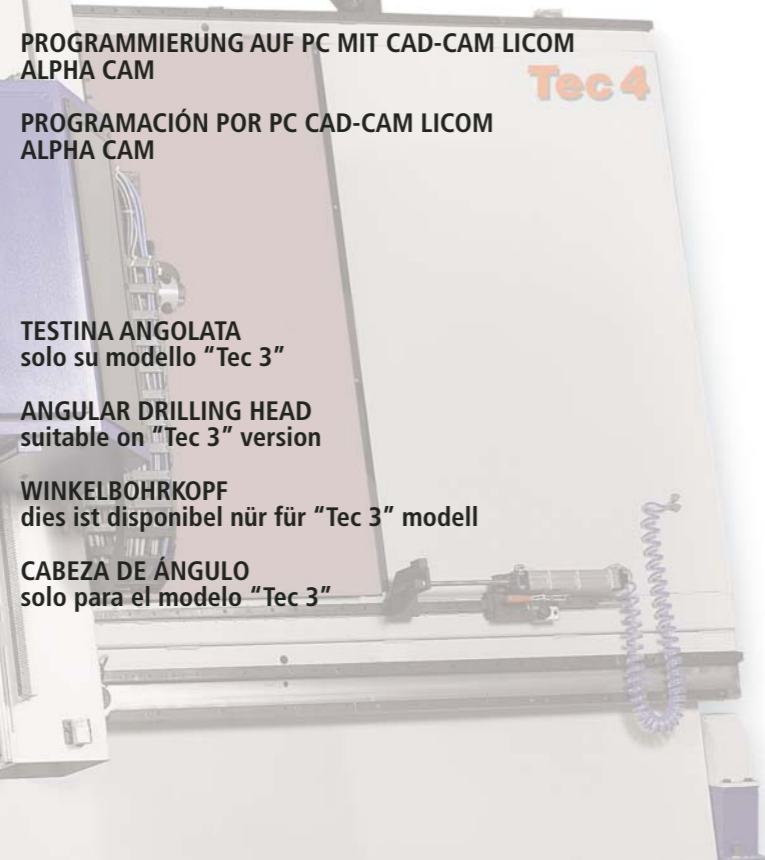 PROGRAMMIERUNG AUF PC MIT CAD-CAM LICOM
ALPHA CAM
Tec 4
PROGRAMACIÓN POR PC CAD-CAM LICOM
ALPHA CAM
TESTINA ANGOLATA
solo su modello “Tec 3”
ANGULAR DRILLING HEAD
suitable on “Tec 3” version
WINKELBOHRKOPF
dies ist disponibel nür für “Tec 3” modell
CABEZA DE ÁNGULO
solo para el modelo “Tec 3”